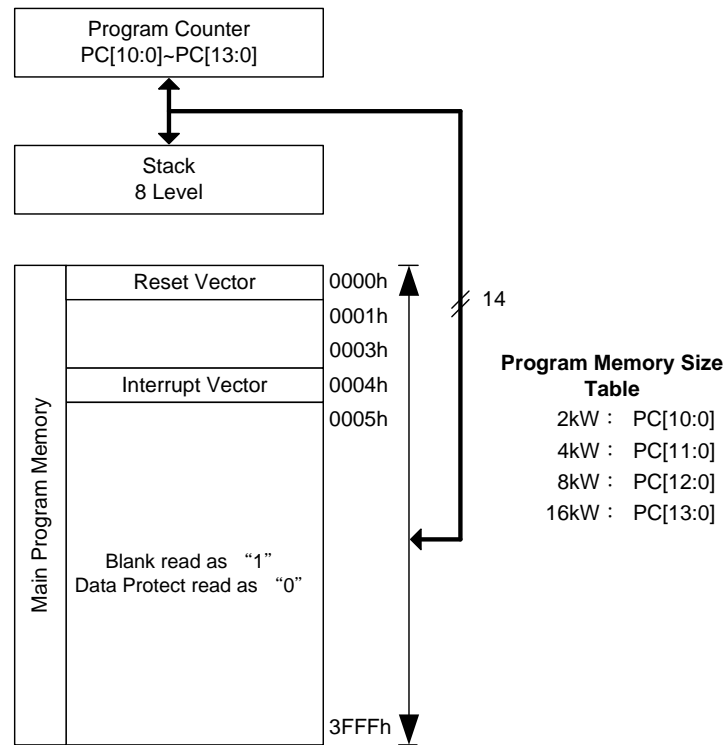 Program Counter
PC[10:0]~PC[13:0]
Stack
8 Level
Main Program Memory
Reset Vector
0000h
0001h
0003h
Interrupt Vector
0004h
0005h
Blank read as “1”
Data Protect read as “0”
3FFFh
14
Program Memory Size
Table
2kW： PC[10:0]
4kW： PC[11:0]
8kW： PC[12:0]
16kW： PC[13:0]